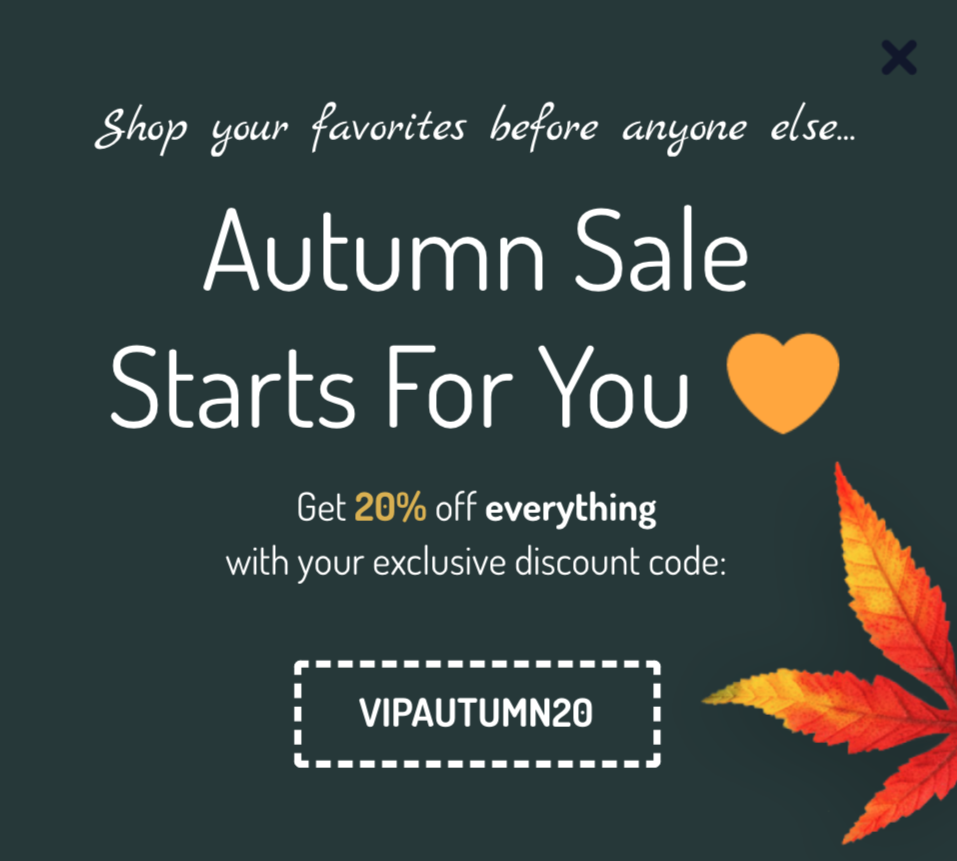 Shop your favorites before anyone else...
Autumn Sale
Starts For You 🧡
Get 20% off everything
with your exclusive discount code:
VIPAUTUMN20